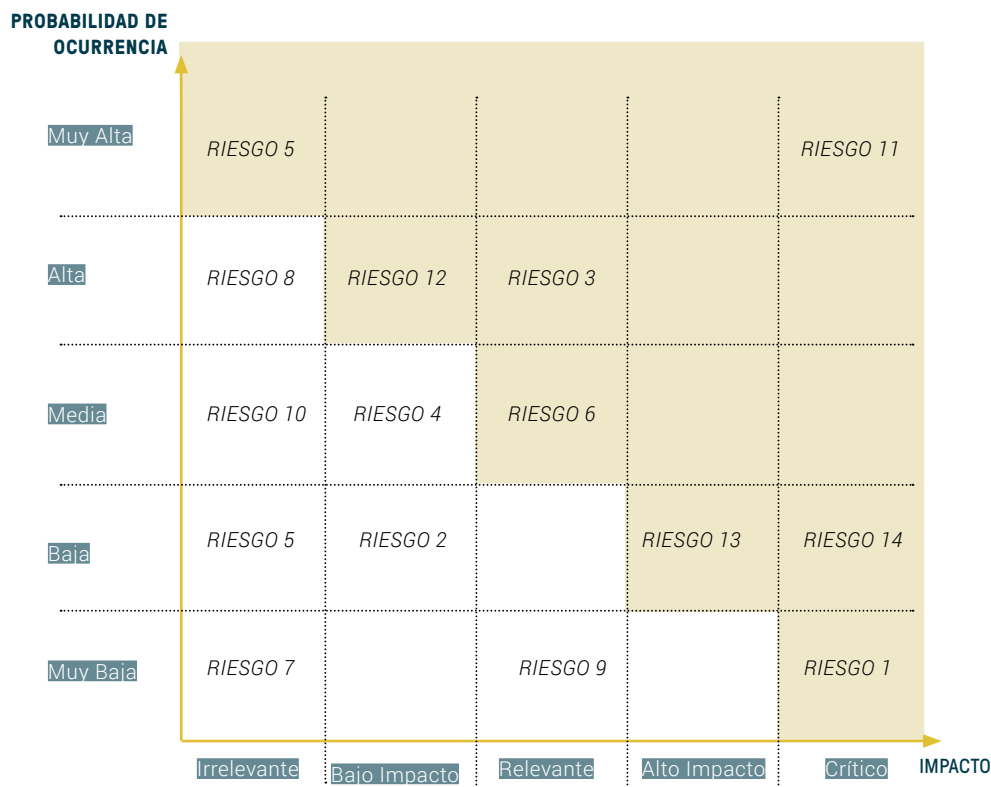 PROBABILIDAD DE
OCURRENCIA
Muy Alta
RIESGO 5
RIESGO 11
Alta
RIESGO 8
RIESGO 12
RIESGO 3
Media
RIESGO 10
RIESGO 4
RIESGO 6
Baja
RIESGO 5
RIESGO 2
RIESGO 13
RIESGO 14
Muy Baja
RIESGO 7
RIESGO 9
RIESGO 1
Irrelevante
Bajo Impacto
Relevante
Alto Impacto
Crítico
IMPACTO